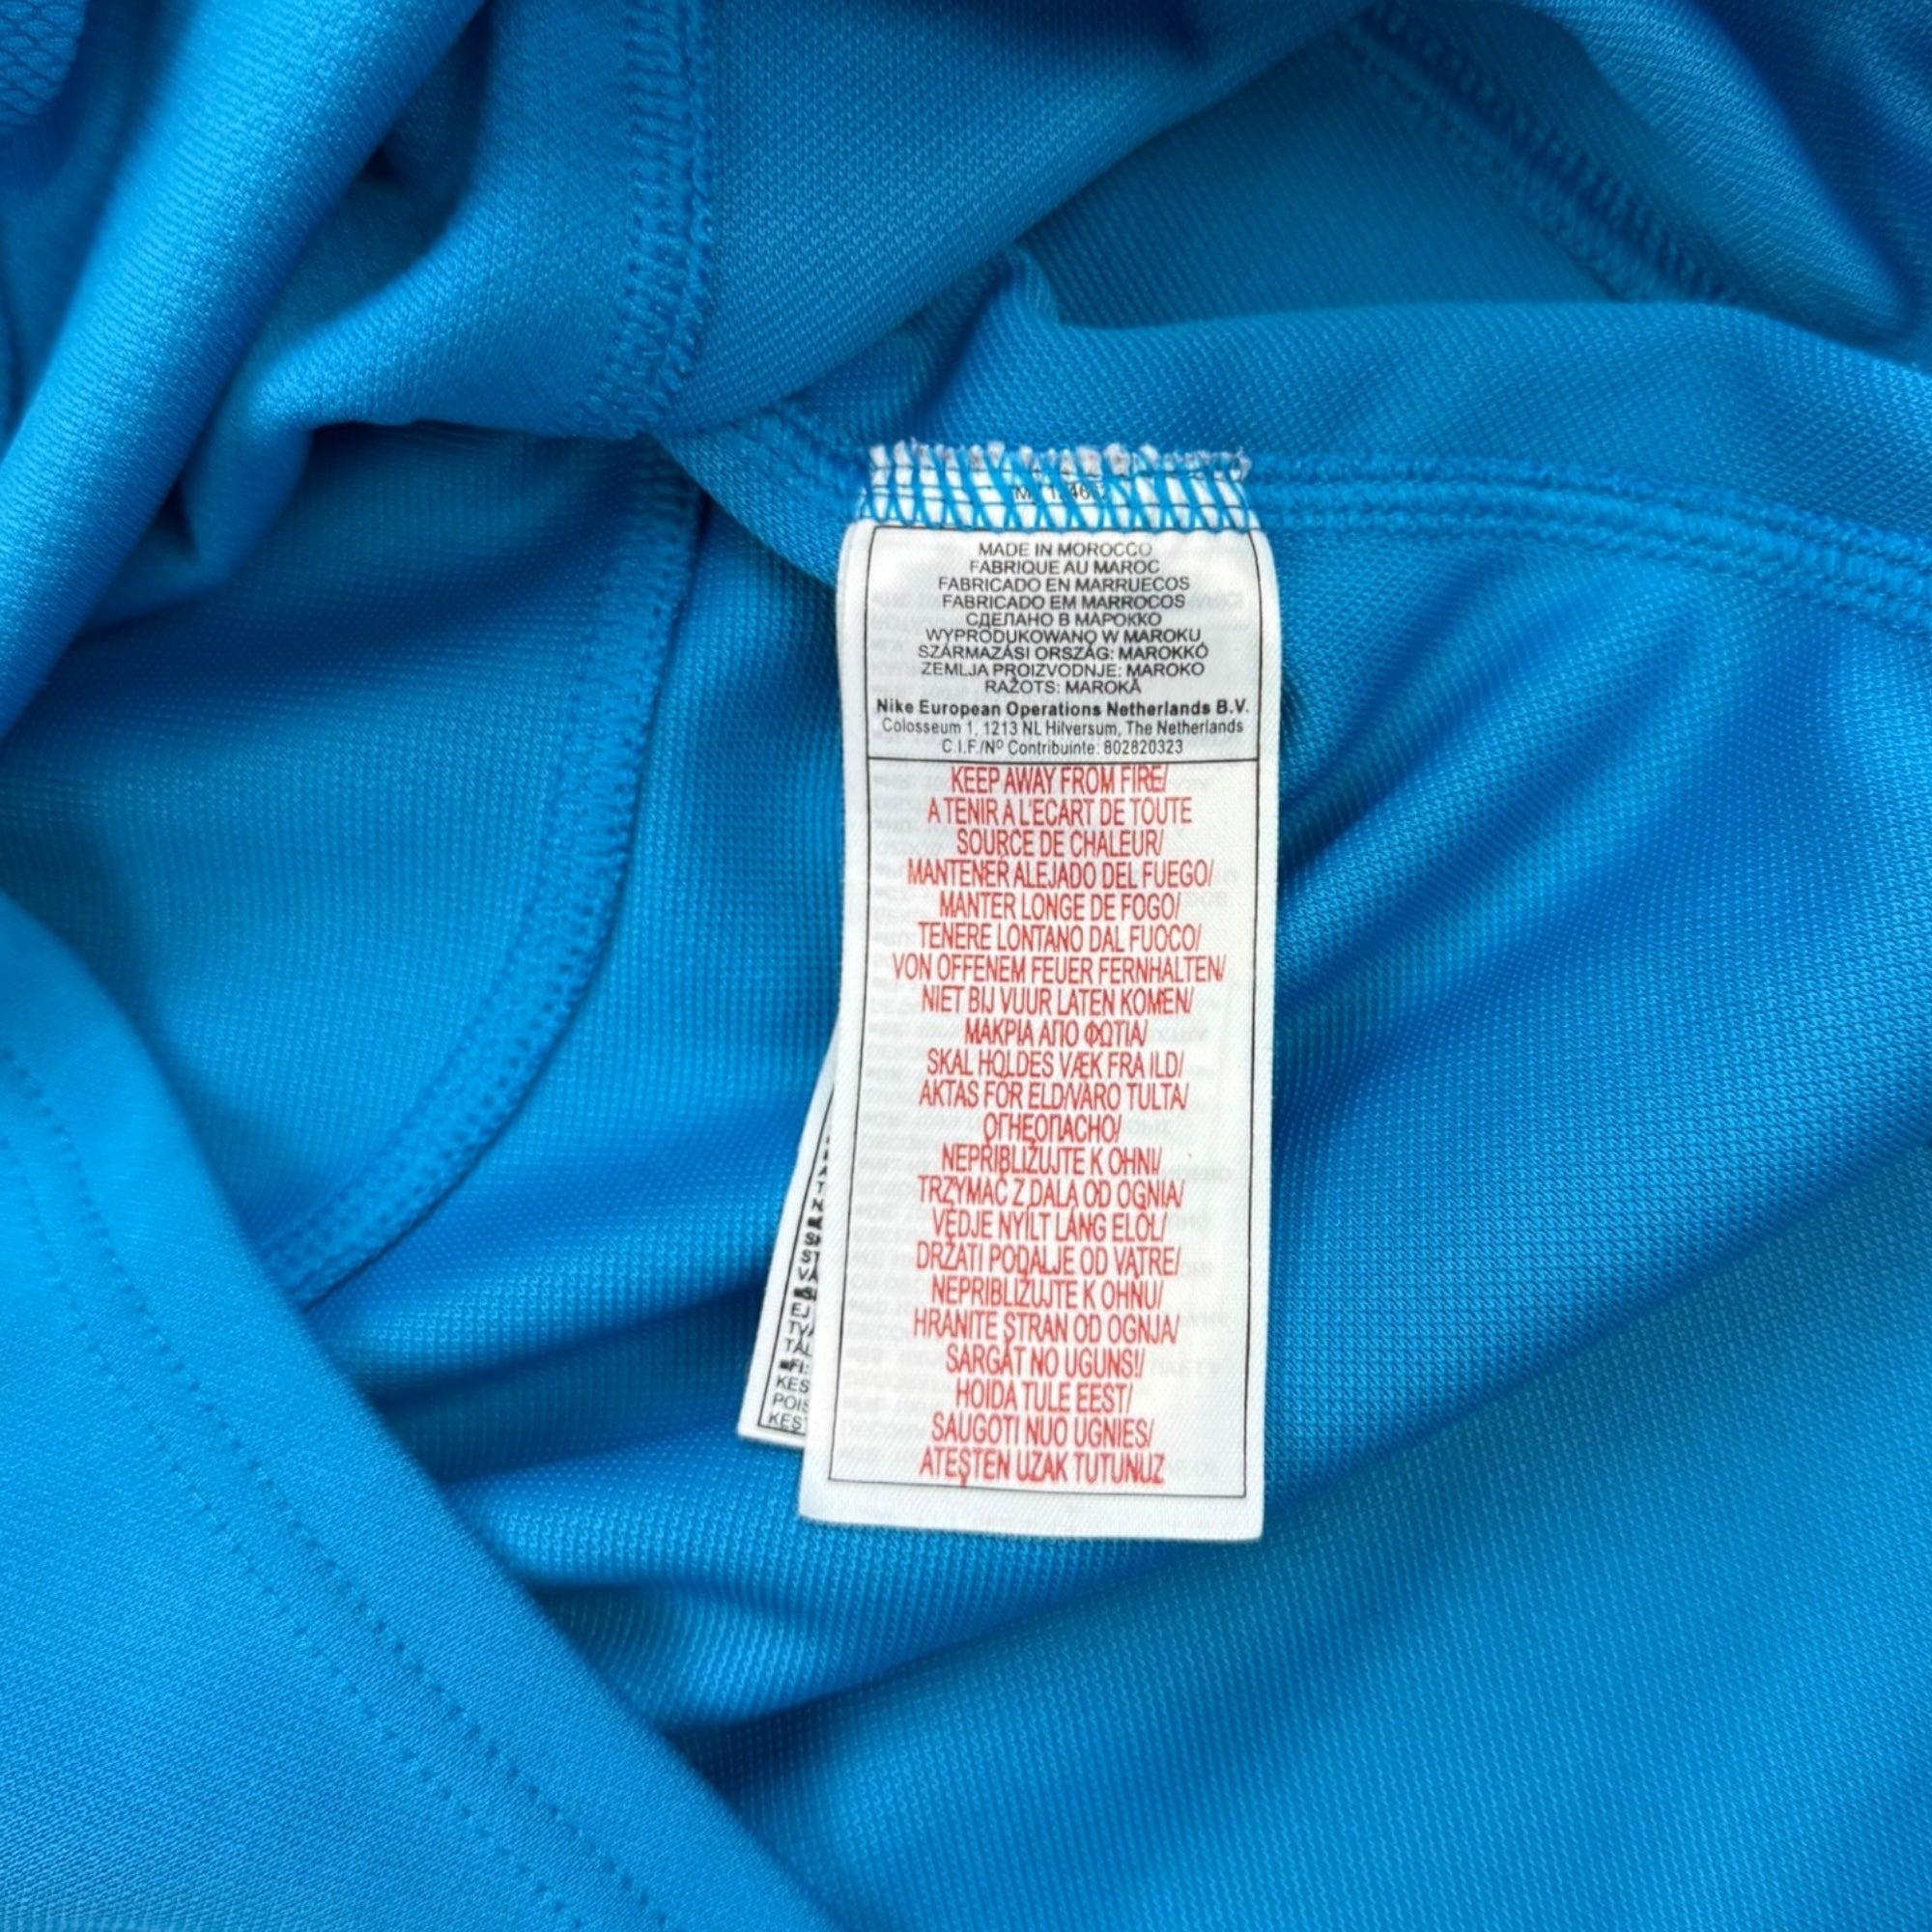 MADE IN MOROCCO
FABRIQUE AU MAROC
FABRICADO EN MARRUECOS
FABRICADO EM MARROCOS
СДЕЛАНО В МАРОККО
WYPRODUKOWANO W MAROKU
SZÁRMAZÁSI ORSZÁG: MAROKKÓ
ZEMLJA PROIZVODNJE: MAROKO
RAŽOTS: MAROKĀ
Nike European Operations Netherlands B.V.
Colosseum 1, 1213 NL Hilversum, The Netherlands
C.I.F./Nº Contribuinte: 802820323
KEEP AWAY FROM FIRE/
A TENIR A L'ECART DE TOUTE
SOURCE DE CHALEUR/
MANTENER ALEJADO DEL FUEGO/
MANTER LONGE DE FOGO/
TENERE LONTANO DAL FUOCO/
VON OFFENEM FEUER FERNHALTEN/
NIET BIJ VUUR LATEN KOMEN/
ΜΑΚΡΙΑ ΑΠΟ ΦΩΤΙΑ/
SKAL HOLDES VÆK FRA ILD/
AKTAS FÖR ELD/VARO TULTA/
ОГНЕОПАСНО/
NEPRIBLIŽUJTE K OHNI/
TRZYMAĆ Z DALA OD OGNIA/
VÉDJE NYÍLT LÁNG ELŐL/
DRŽATI PODALJE OD VATRE/
NEPRIBLIŽUJTE K OHŇU/
HRANITE STRAN OD OGNJA/
SARGĀT NO UGUNS!/
HOIDA TULE EEST/
SAUGOTI NUO UGNIES/
ATEŞTEN UZAK TUTUNUZ